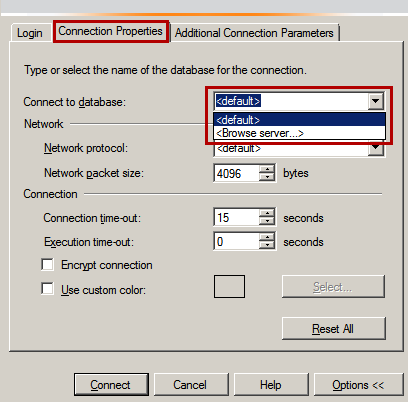 Login Connection Properties Additional Connection Parameters
Type or select the name of the database for the connection.
Connect to database: <default>
<default>
Network <Browse server...>
Network protocol: <default>
Network packet size: 4096 bytes
Connection
Connection time-out: 15 seconds
Execution time-out: 0 seconds
Encrypt connection
Use custom color: Select...
Reset All
Connect Cancel Help Options <<